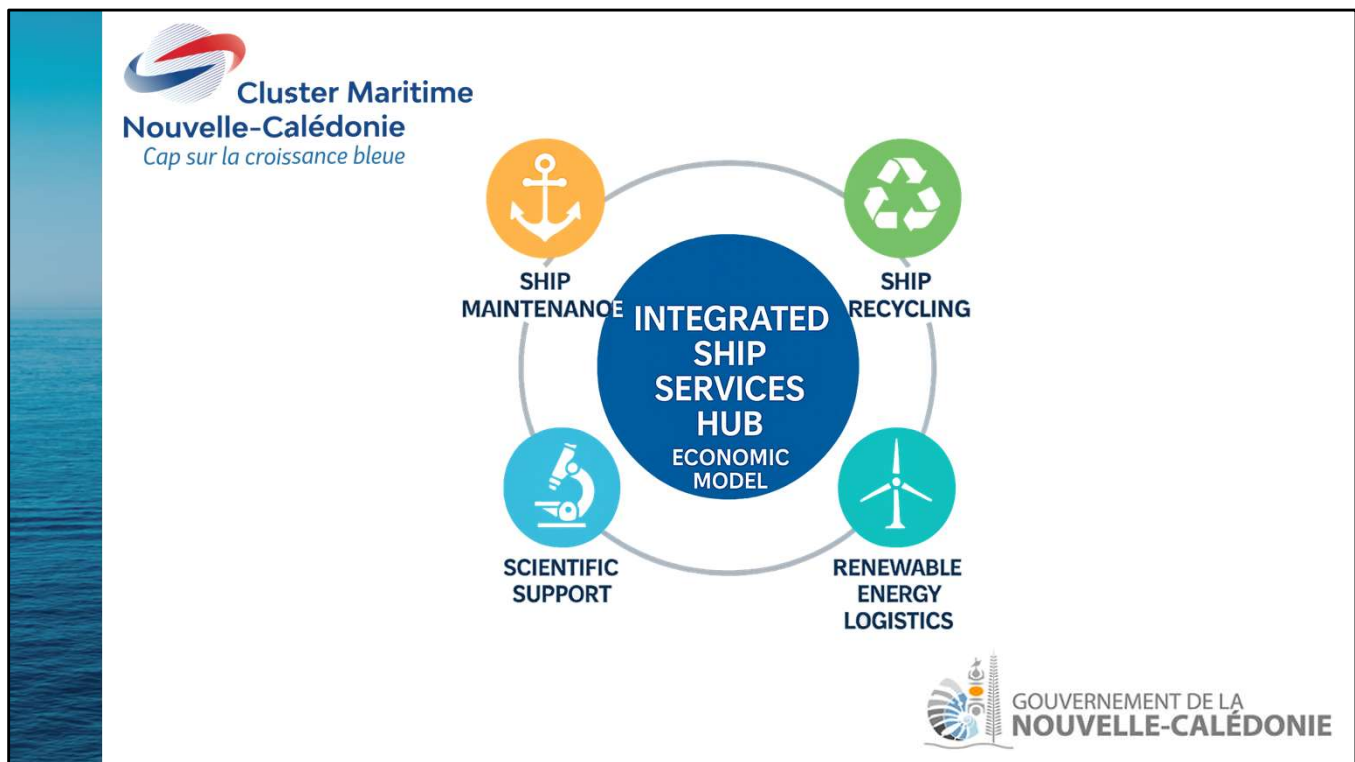 Cluster Maritime
Nouvelle-Calédonie
Cap sur la croissance bleue
SHIP
MAINTENANCE
SHIP
RECYCLING
INTEGRATED
SHIP
SERVICES
HUB
ECONOMIC
MODEL
SCIENTIFIC
SUPPORT
RENEWABLE
ENERGY
LOGISTICS
GOUVERNEMENT DE LA
NOUVELLE-CALÉDONIE